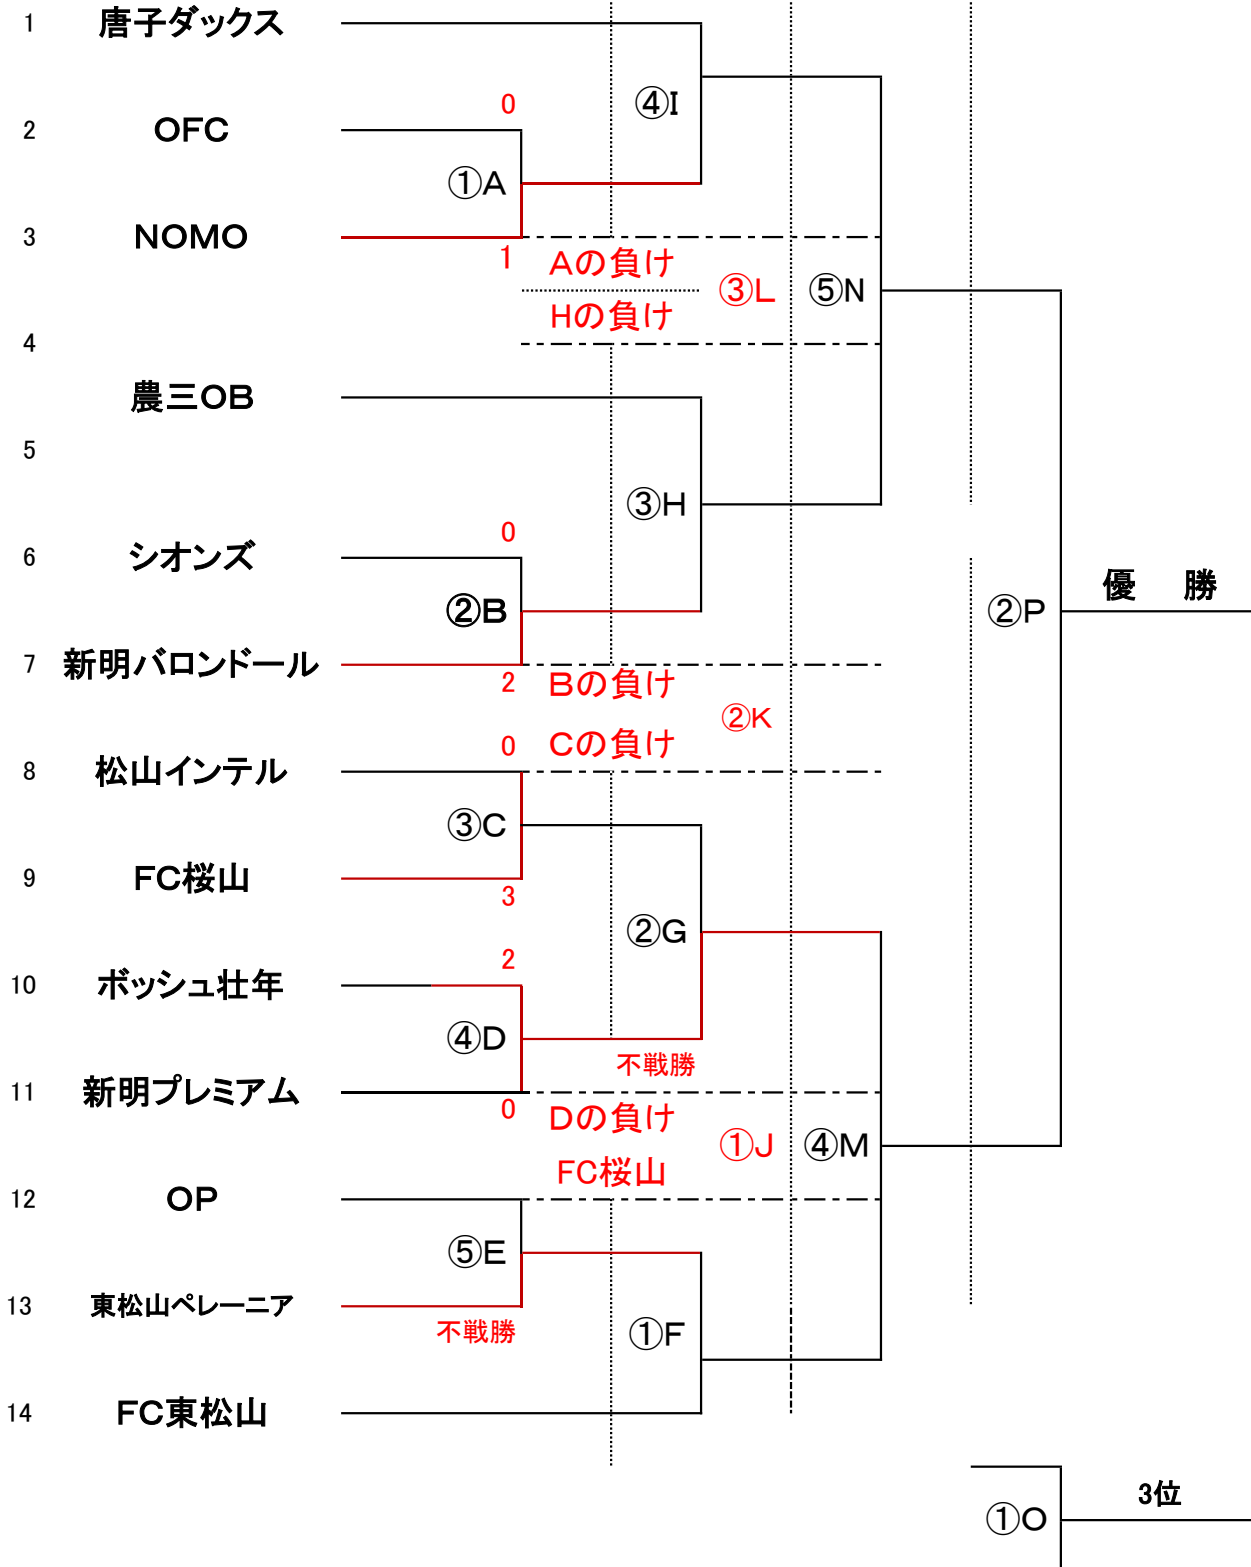 1 唐子ダックス
④I
0
2 OFC
①A
3 NOMO
1 Aの負け
③L ⑤N
Hの負け
4
農三OB
5
③H
0
6 シオンズ
優 勝
②B ②P
7 新明バロンドール
2 Bの負け
②K
0 Cの負け
8 松山インテル
③C
9 FC桜山
3
②G
2
10 ボッシュ壮年
④D
不戦勝
11 新明プレミアム
0 Dの負け
①J ④M
FC桜山
12 OP
⑤E
13 東松山ペレーニア
不戦勝 ①F
14 FC東松山
3位
①O